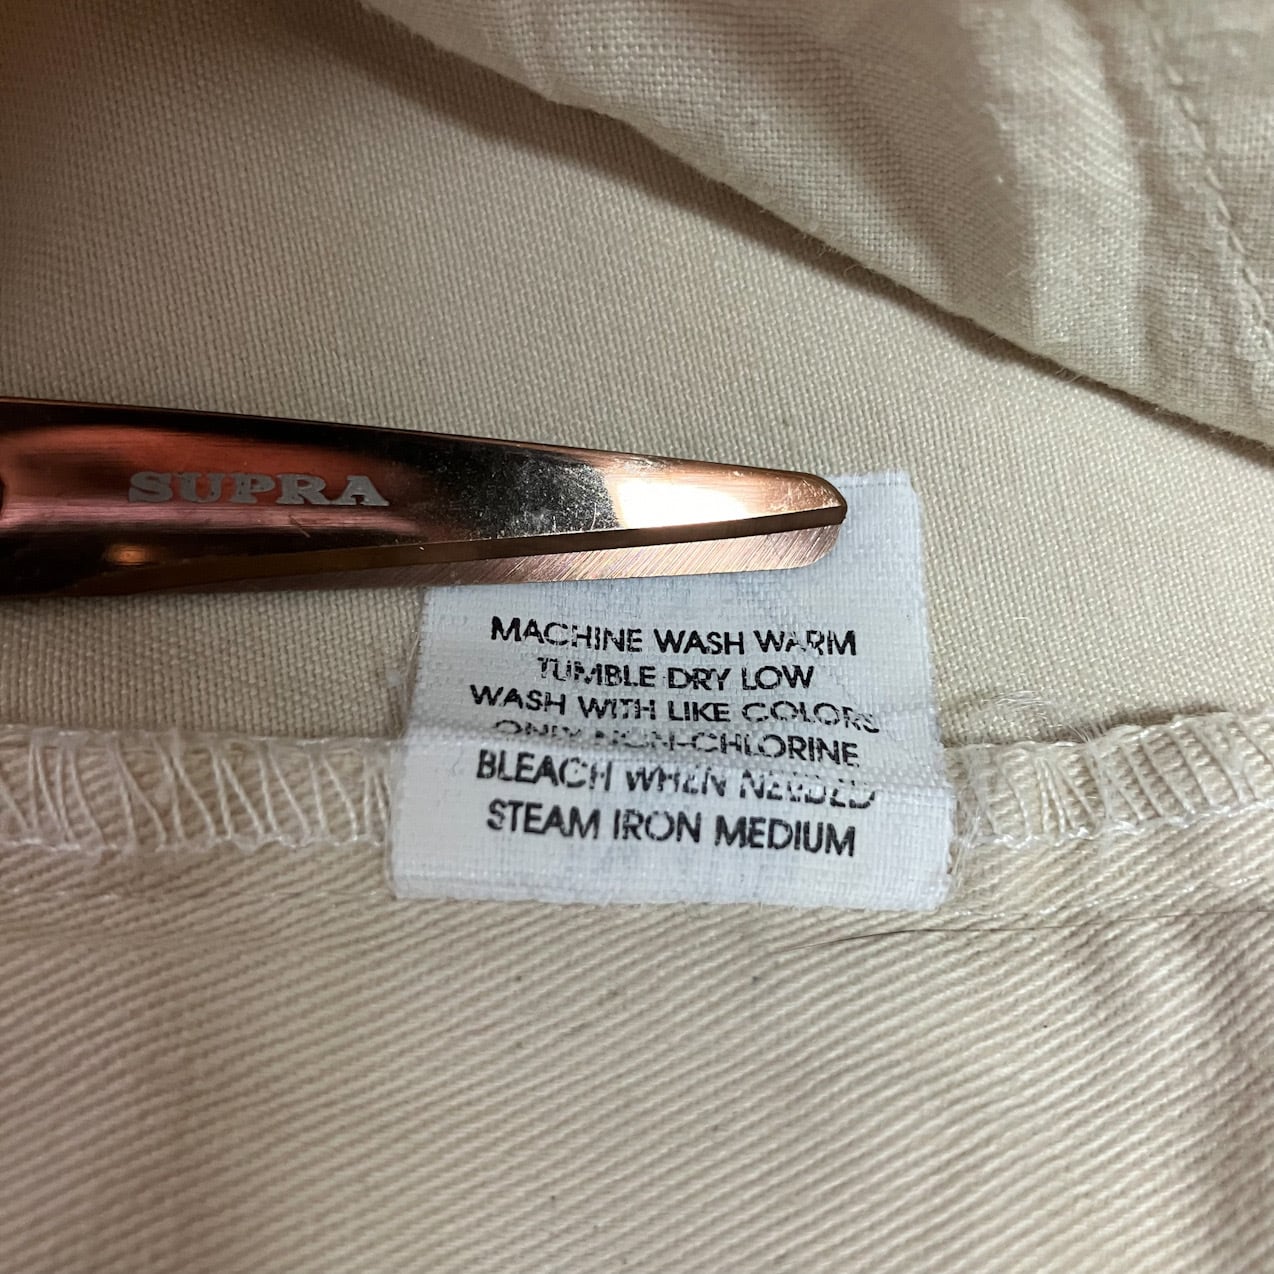 SUPRA
MACHINE WASH WARM
TUMBLE DRY LOW
WASH WITH LIKE COLORS
ONLY NON-CHLORINE
BLEACH WHEN NEEDED
STEAM IRON MEDIUM